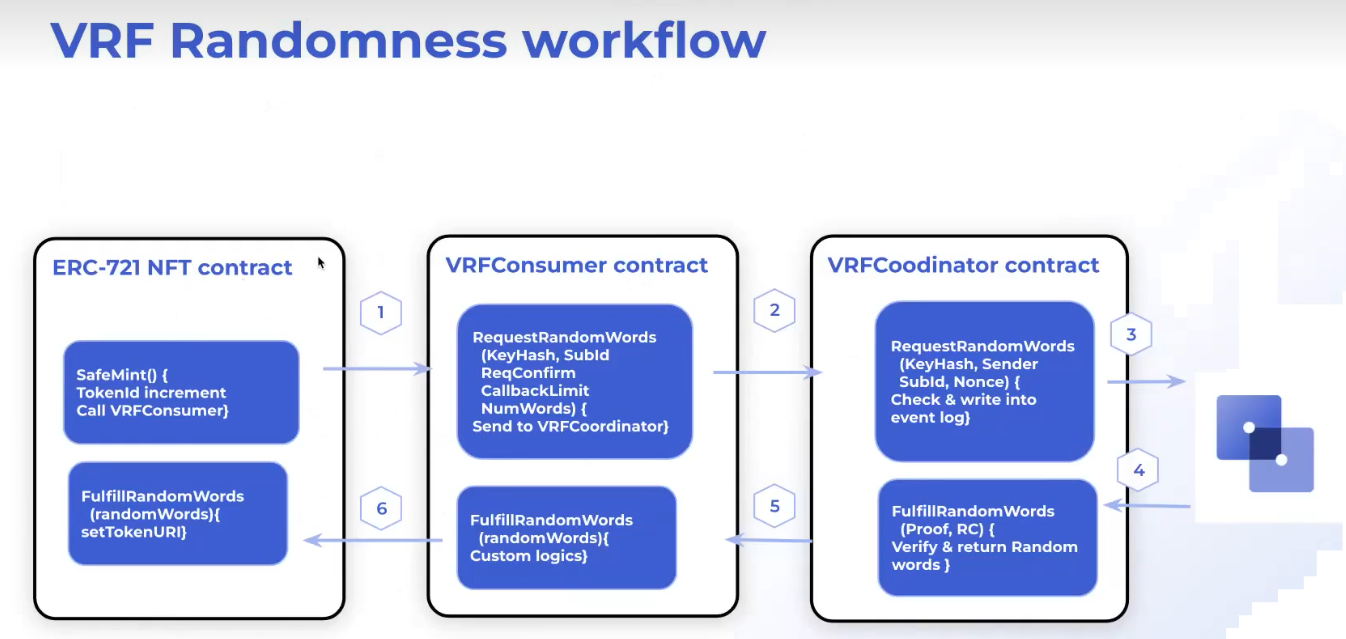 VRF Randomness workflow
ERC-721 NFT contract
SafeMint() {
TokenId increment
Call VRFConsumer}
FulfillRandomWords
(randomWords){
setTokenURI}
1
6
VRFConsumer contract
RequestRandomWords
(KeyHash, SubId
ReqConfirm
CallbackLimit
NumWords) {
Send to VRFCoordinator}
FulfillRandomWords
(randomWords){
Custom logics}
2
5
VRFCoodinator contract
RequestRandomWords
(KeyHash, Sender
SubId, Nonce) {
Check & write into
event log}
FulfillRandomWords
(Proof, RC) {
Verify & return Random
words }
3
4